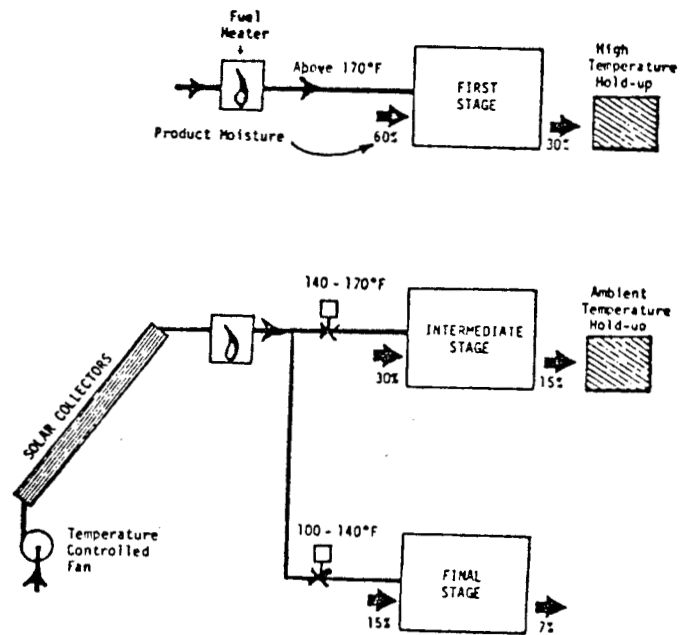 Fuel
Heater
Above 170°F
FIRST
STAGE
High
Temperature
Hold-up
Product Moisture
60%
30%
140 - 170°F
INTERMEDIATE
STAGE
Ambient
Temperature
Hold-up
30%
15%
SOLAR COLLECTORS
Temperature
Controlled
Fan
100 - 140°F
FINAL
STAGE
15%
7%